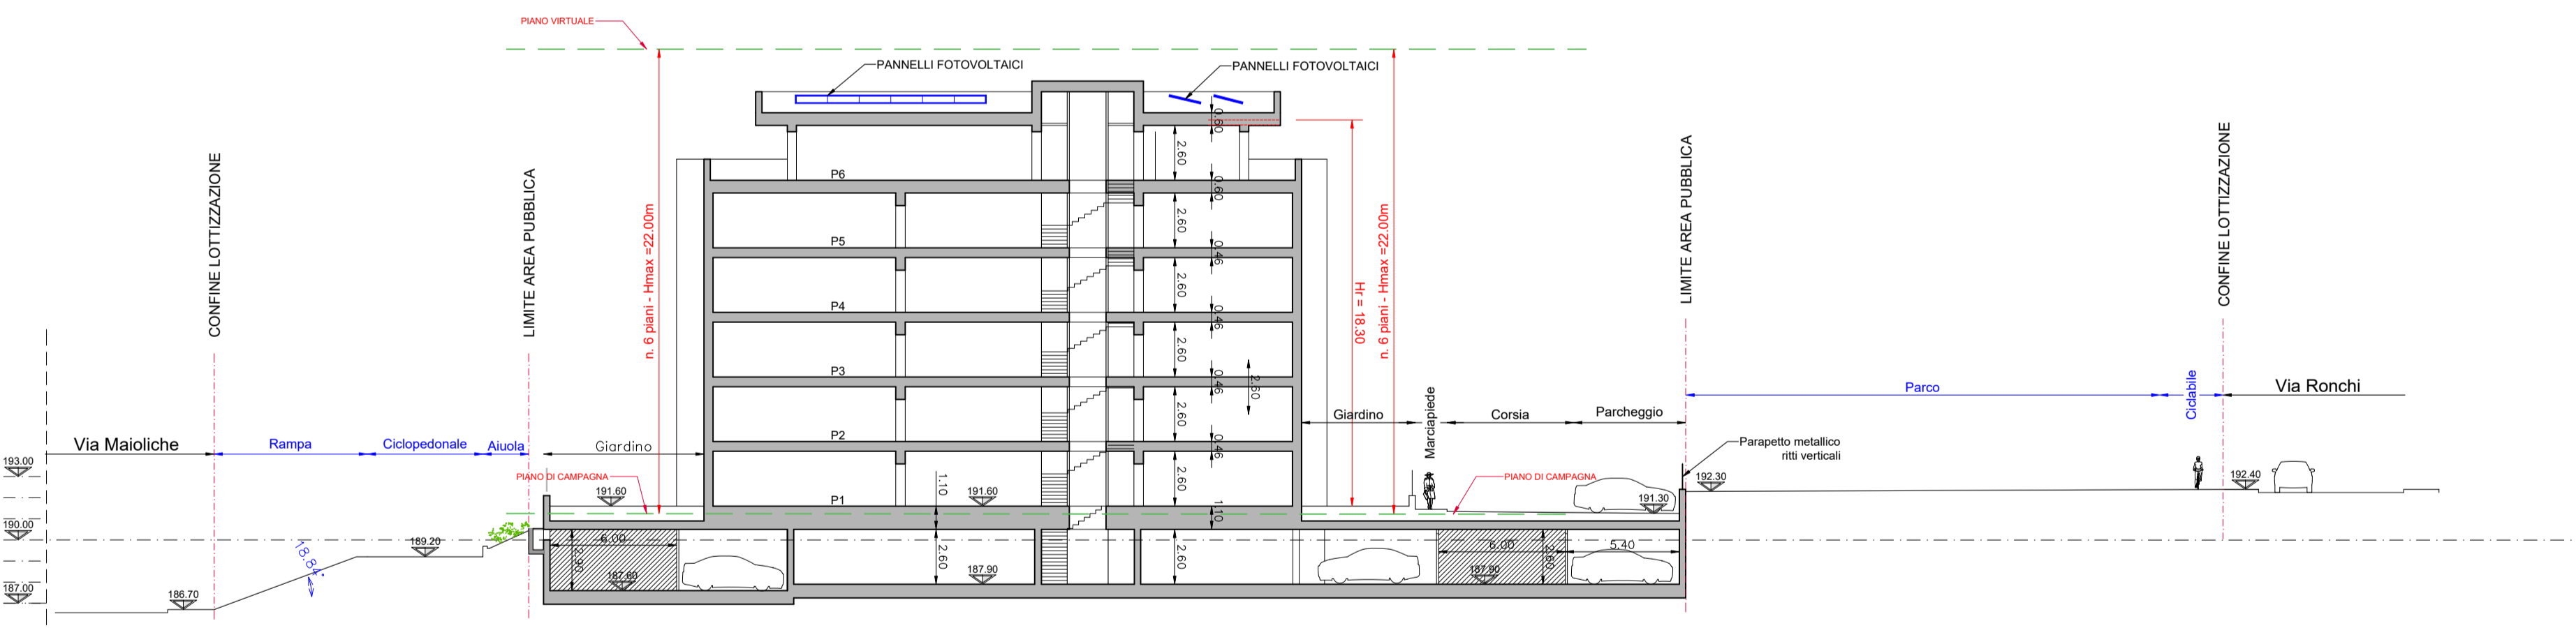 PIANO VIRTUALE
PANNELLI FOTOVOLTAICI
PANNELLI FOTOVOLTAICI
CONFINE LOTTIZZAZIONE
LIMITE AREA PUBBLICA
n. 6 piani - Hmax =22.00m
Hr = 18.30
n. 6 piani - Hmax =22.00m
LIMITE AREA PUBBLICA
CONFINE LOTTIZZAZIONE
0.60
2.60
P6
0.60
2.60
P5
0.46
2.60
P4
0.46
2.60
P3
0.46
2.60
2.60
P2
0.46
2.60
P1
Via Maioliche
Rampa
Ciclopedonale
Aiuola
Giardino
Giardino
Marciapiede
Corsia
Parcheggio
Parco
Ciclabile
Via Ronchi
Parapetto metallico
ritti verticali
193.00
190.00
187.00
PIANO DI CAMPAGNA
PIANO DI CAMPAGNA
191.60
191.60
1.10
1.10
191.30
192.30
192.40
189.20
186.70
18.84°
6.00
2.90
187.60
2.60
187.90
2.60
6.00
187.90
2.60
5.40